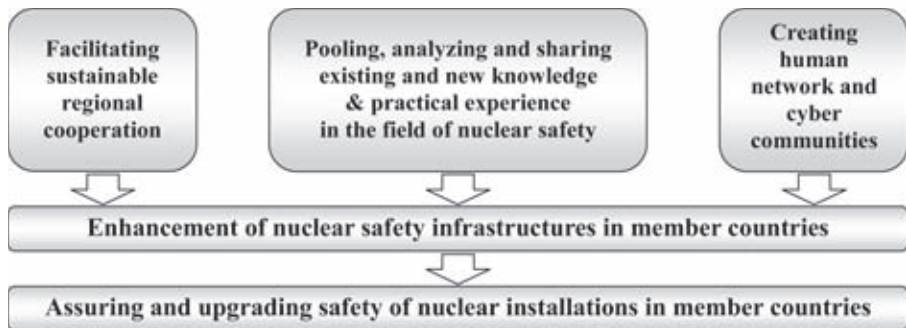 Facilitating
sustainable
regional
cooperation
Pooling, analyzing and sharing
existing and new knowledge
& practical experience
in the field of nuclear safety
Creating
human
network and
cyber
communities
Enhancement of nuclear safety infrastructures in member countries
Assuring and upgrading safety of nuclear installations in member countries